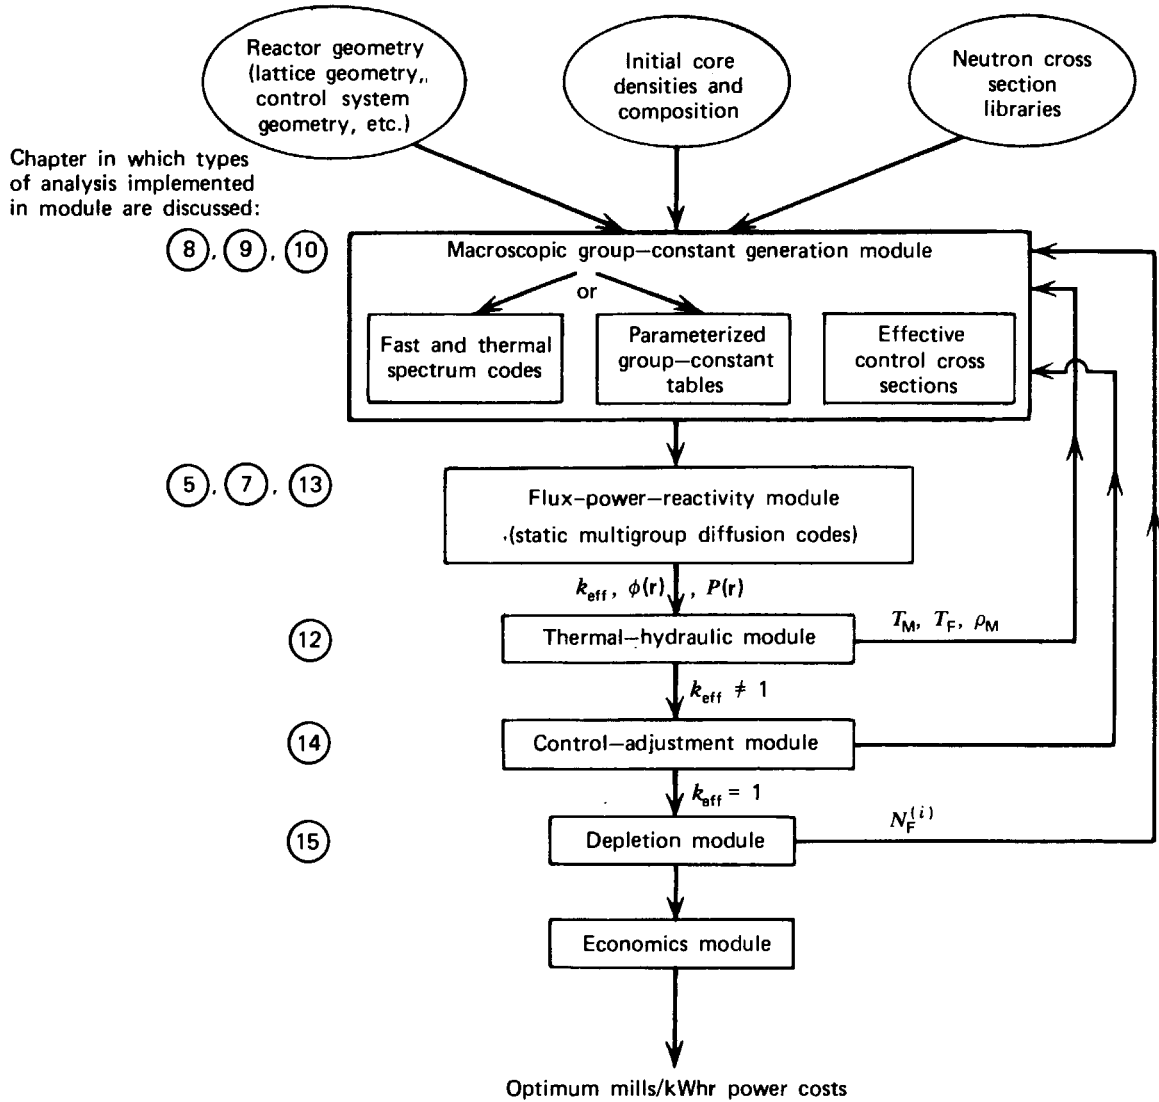 Reactor geometry
(lattice geometry,
control system
geometry, etc.)
Initial core
densities and
composition
Neutron cross
section
libraries
Chapter in which types
of analysis implemented
in module are discussed:
8, 9, 10
Macroscopic group–constant generation module
or
Fast and thermal
spectrum codes
Parameterized
group–constant
tables
Effective
control cross
sections
5, 7, 13
Flux–power–reactivity module
(static multigroup diffusion codes)
k_eff, ϕ(r), P(r)
12
Thermal–hydraulic module
T_M, T_F, ρ_M
k_eff ≠ 1
14
Control–adjustment module
k_eff = 1
15
Depletion module
N_F^(i)
Economics module
Optimum mills/kWhr power costs